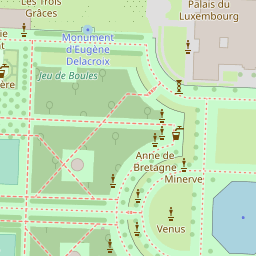 Les Trois
Grâces
Palais du
Luxembourg
Monument
d'Eugène
Delacroix
Jeu de Boules
Anne de
Bretagne
Minerve
Venus